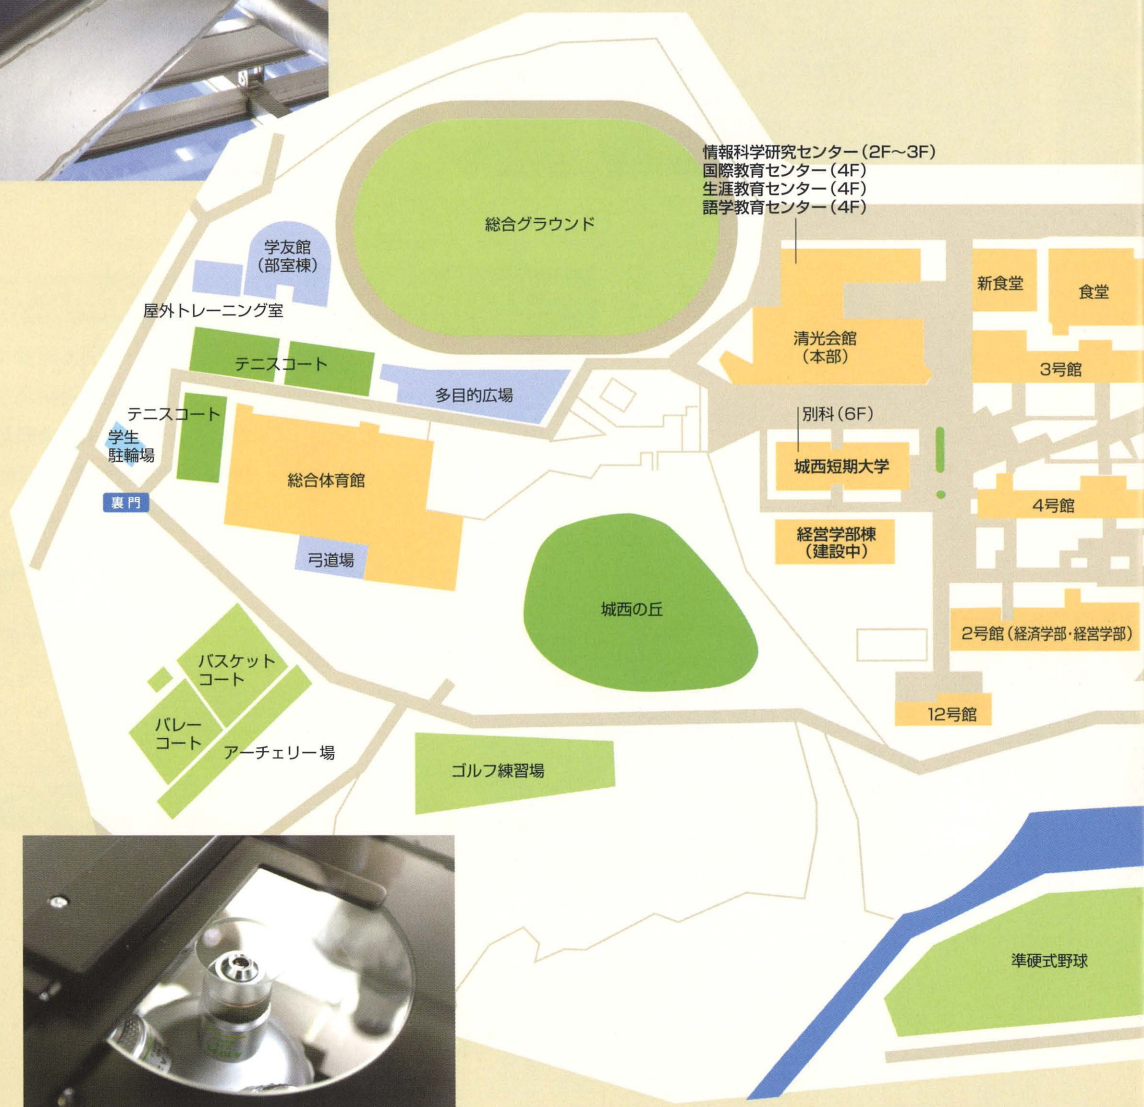 情報科学研究センター(2F〜3F)
国際教育センター(4F)
生涯教育センター(4F)
語学教育センター(4F)
総合グラウンド
学友館
(部室棟)
屋外トレーニング室
新食堂
食堂
清光会館
(本部)
3号館
テニスコート
多目的広場
テニスコート
別科(6F)
学生
駐輪場
城西短期大学
総合体育館
裏門
4号館
経営学部棟
(建設中)
弓道場
城西の丘
2号館(経済学部・経営学部)
バスケット
コート
12号館
バレー
コート
アーチェリー場
ゴルフ練習場
準硬式野球